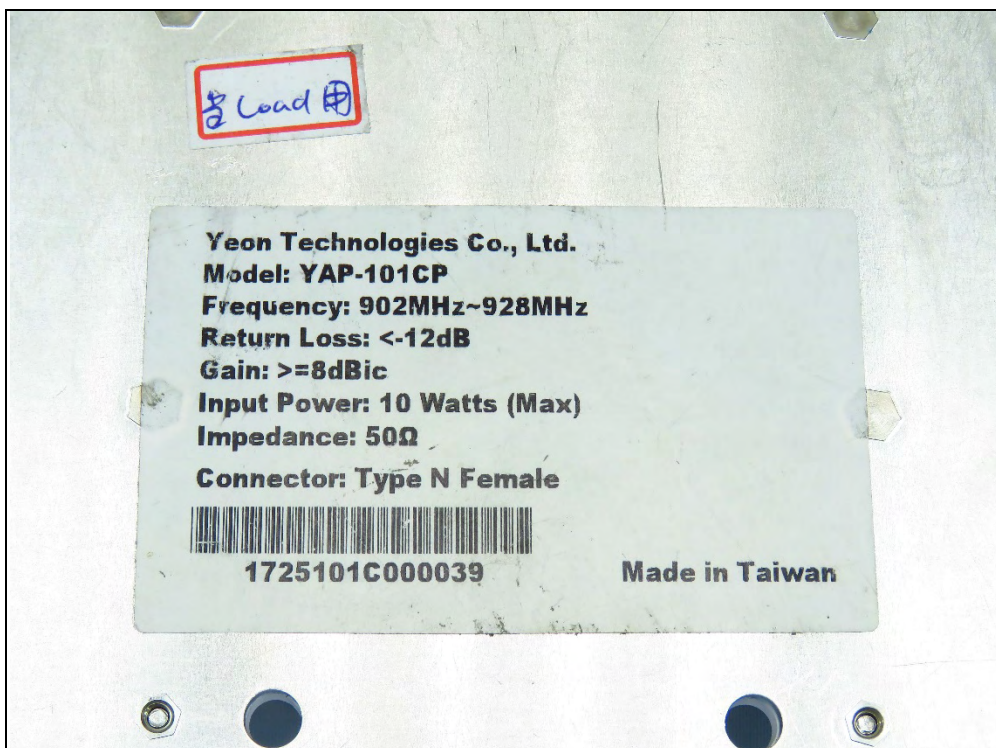 Load 用
Yeon Technologies Co., Ltd.
Model: YAP-101CP
Frequency: 902MHz~928MHz
Return Loss: <-12dB
Gain: >=8dBic
Input Power: 10 Watts (Max)
Impedance: 50Ω
Connector: Type N Female
1725101C000039
Made in Taiwan